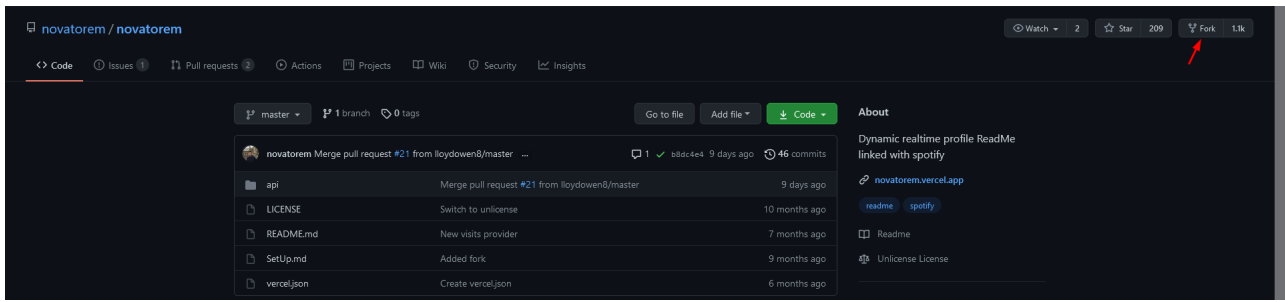 novatorem / novatorem
Watch 2 Star 209 Fork 1.1k
Code Issues 1 Pull requests 2 Actions Projects Wiki Security Insights
master 1 branch 0 tags Go to file Add file Code
novatorem Merge pull request #21 from lloydowen8/master ... 1 b8dc4e4 9 days ago 46 commits
api Merge pull request #21 from lloydowen8/master 9 days ago
LICENSE Switch to unlicense 10 months ago
README.md New visits provider 7 months ago
SetUp.md Added fork 9 months ago
vercel.json Create vercel.json 6 months ago
About
Dynamic realtime profile ReadMe
linked with spotify
novatorem.vercel.app
readme spotify
Readme
Unlicense License